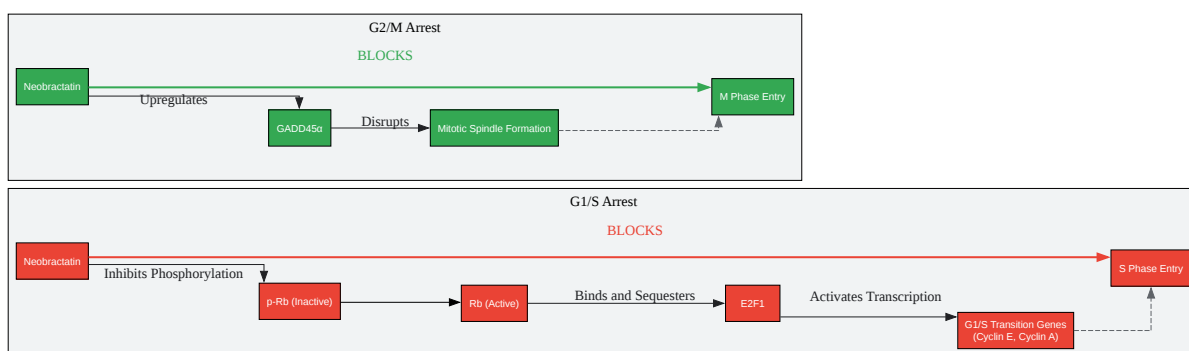 G2/M Arrest
BLOCKS
Neobractatin
M Phase Entry
Upregulates
GADD45α
Disrupts
Mitotic Spindle Formation
G1/S Arrest
BLOCKS
Neobractatin
S Phase Entry
Inhibits Phosphorylation
p-Rb (Inactive)
Rb (Active)
Binds and Sequesters
E2F1
Activates Transcription
G1/S Transition Genes
(Cyclin E, Cyclin A)